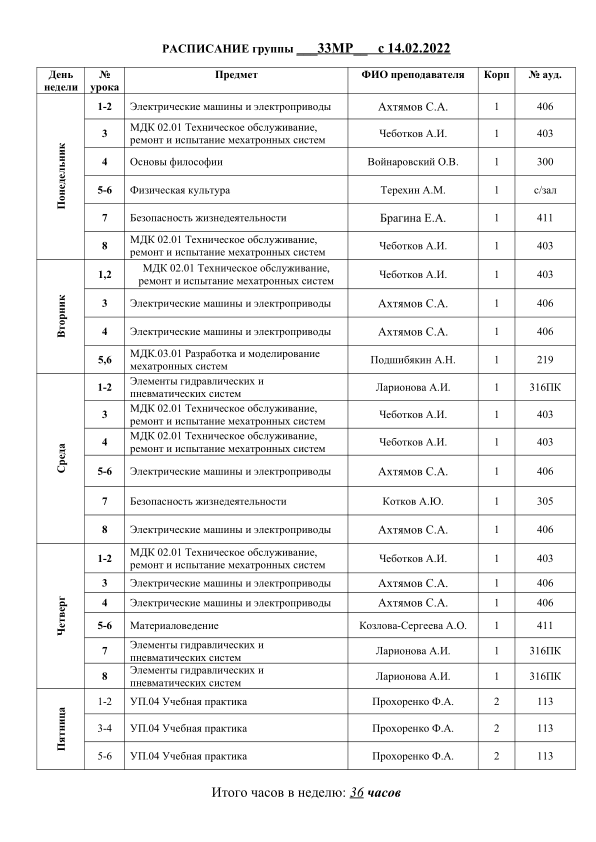 РАСПИСАНИЕ группы ___33МР__ с 14.02.2022
День недели № урока Предмет ФИО преподавателя Корп № ауд.
Понедельник
1-2 Электрические машины и электроприводы Ахтямов С.А. 1 406
3 МДК 02.01 Техническое обслуживание, ремонт и испытание мехатронных систем Чеботков А.И. 1 403
4 Основы философии Войнаровский О.В. 1 300
5-6 Физическая культура Терехин А.М. 1 с/зал
7 Безопасность жизнедеятельности Брагина Е.А. 1 411
8 МДК 02.01 Техническое обслуживание, ремонт и испытание мехатронных систем Чеботков А.И. 1 403
Вторник
1,2 МДК 02.01 Техническое обслуживание, ремонт и испытание мехатронных систем Чеботков А.И. 1 403
3 Электрические машины и электроприводы Ахтямов С.А. 1 406
4 Электрические машины и электроприводы Ахтямов С.А. 1 406
5,6 МДК.03.01 Разработка и моделирование мехатронных систем Подшибякин А.Н. 1 219
Среда
1-2 Элементы гидравлических и пневматических систем Ларионова А.И. 1 316ПК
3 МДК 02.01 Техническое обслуживание, ремонт и испытание мехатронных систем Чеботков А.И. 1 403
4 МДК 02.01 Техническое обслуживание, ремонт и испытание мехатронных систем Чеботков А.И. 1 403
5-6 Электрические машины и электроприводы Ахтямов С.А. 1 406
7 Безопасность жизнедеятельности Котков А.Ю. 1 305
8 Электрические машины и электроприводы Ахтямов С.А. 1 406
Четверг
1-2 МДК 02.01 Техническое обслуживание, ремонт и испытание мехатронных систем Чеботков А.И. 1 403
3 Электрические машины и электроприводы Ахтямов С.А. 1 406
4 Электрические машины и электроприводы Ахтямов С.А. 1 406
5-6 Материаловедение Козлова-Сергеева А.О. 1 411
7 Элементы гидравлических и пневматических систем Ларионова А.И. 1 316ПК
8 Элементы гидравлических и пневматических систем Ларионова А.И. 1 316ПК
Пятница
1-2 УП.04 Учебная практика Прохоренко Ф.А. 2 113
3-4 УП.04 Учебная практика Прохоренко Ф.А. 2 113
5-6 УП.04 Учебная практика Прохоренко Ф.А. 2 113
Итого часов в неделю: 36 часов